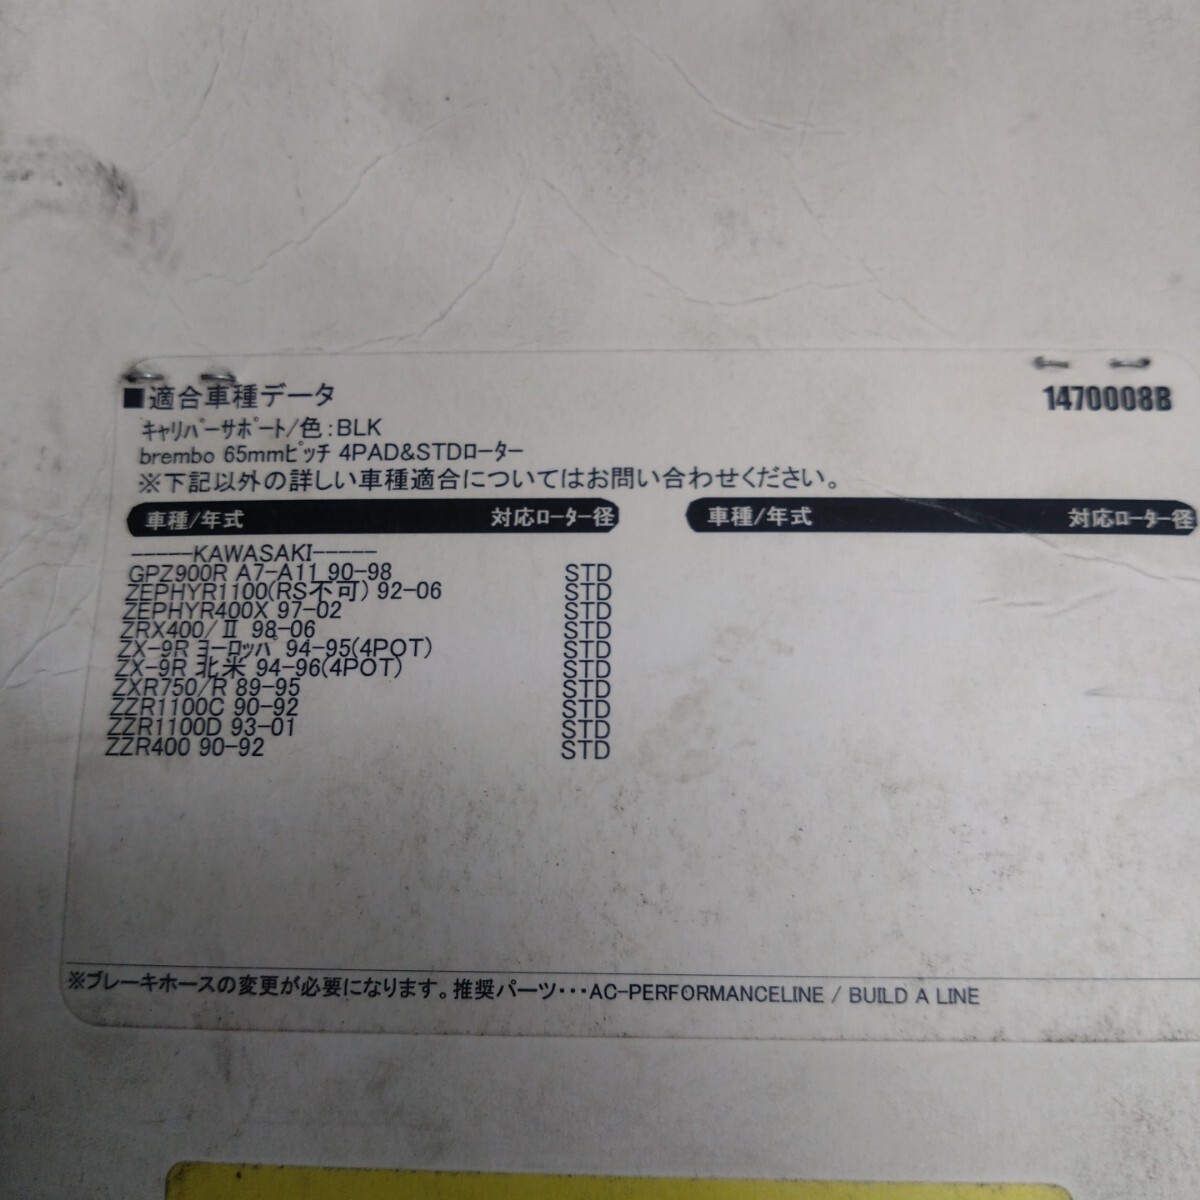 ■適合車種データ
1470008B
ｷｬﾘﾊﾟｰｻﾎﾟｰﾄ/色:BLK
brembo 65mmﾋﾟｯﾁ 4PAD&STDﾛｰﾀｰ
※下記以外の詳しい車種適合についてはお問い合わせください。
車種/年式 対応ﾛｰﾀｰ径 車種/年式 対応ﾛｰﾀｰ径
-----KAWASAKI-----
GPZ900R A7-A11 90-98 STD
ZEPHYR1100(RS不可) 92-06 STD
ZEPHYR400X 97-02 STD
ZRX400/Ⅱ 98-06 STD
ZX-9R ﾖｰﾛｯﾊﾟ 94-95(4POT) STD
ZX-9R 北米 94-96(4POT) STD
ZXR750/R 89-95 STD
ZZR1100C 90-92 STD
ZZR1100D 93-01 STD
ZZR400 90-92 STD
※ブレーキホースの変更が必要になります。推奨パーツ･･･AC-PERFORMANCELINE / BUILD A LINE